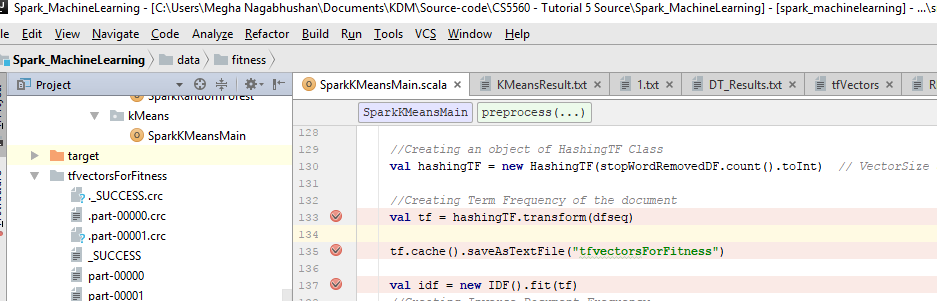 Spark_MachineLearning - [C:\Users\Megha Nagabhushan\Documents\KDM\Source-code\CS5560 - Tutorial 5 Source\Spark_MachineLearning] - [spark_machinelearning] - ...\s
le Edit View Navigate Code Analyze Refactor Build Run Tools VCS Window Help
Spark_MachineLearning data fitness
Project
SparkKMeansMain.scala KMeansResult.txt 1.txt DT_Results.txt tfVectors R
SparkRandomForest
kMeans
SparkKMeansMain
target
tfvectorsForFitness
._SUCCESS.crc
.part-00000.crc
.part-00001.crc
_SUCCESS
part-00000
part-00001
SparkKMeansMain preprocess(...)
128
129 //Creating an object of HashingTF Class
130 val hashingTF = new HashingTF(stopWordRemovedDF.count().toInt) // VectorSize
131
132 //Creating Term Frequency of the document
133 val tf = hashingTF.transform(dfseq)
134
135 tf.cache().saveAsTextFile("tfvectorsForFitness")
136
137 val idf = new IDF().fit(tf)
//Creating Inverse Document Frequency